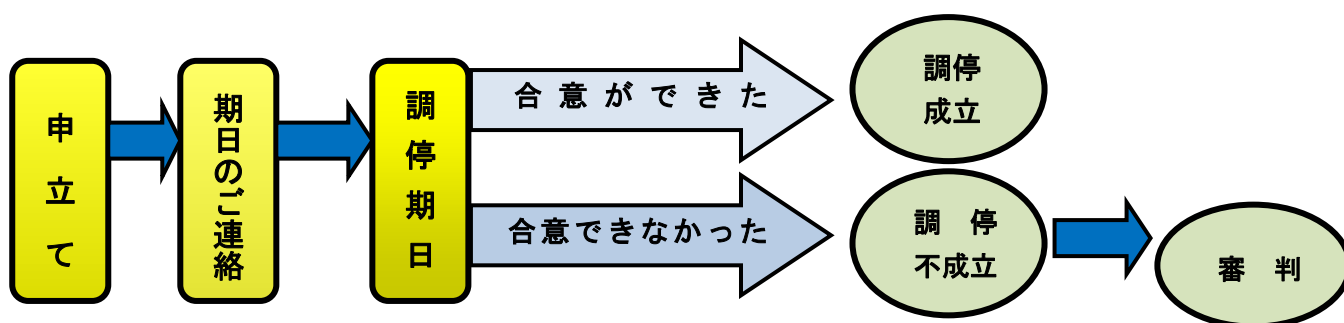 申立て
期日のご連絡
調停期日
合意ができた
調停
成立
合意できなかった
調　停
不成立
審　判